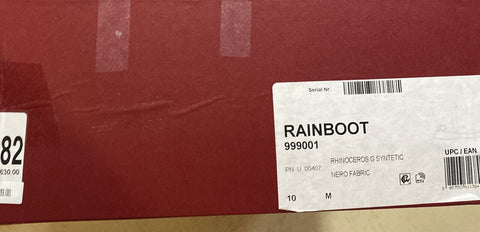 82
630.00
Serial Nr.
RAINBOOT
999001
UPC / EAN
RHINOCEROS G SYNTETIC
PN U 00407
NERO FABRIC
10 M